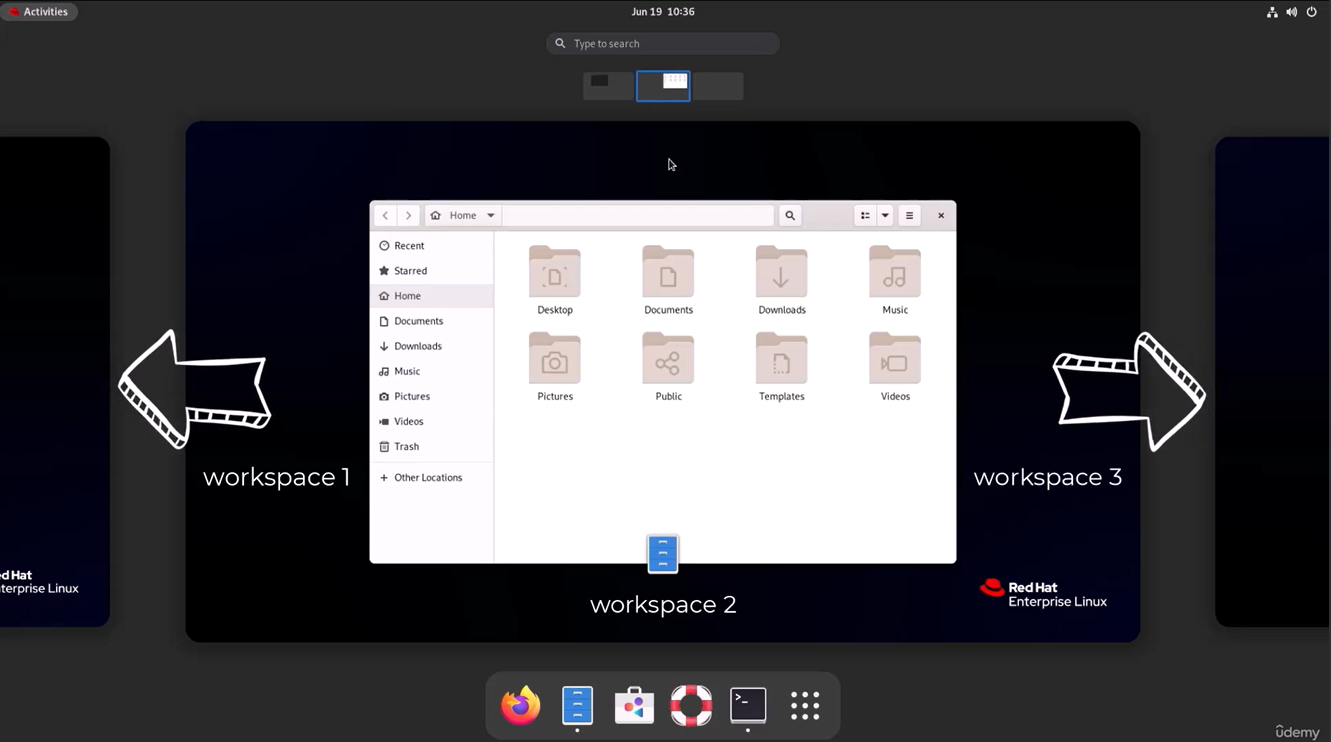 Activities
Jun 19 10:36
Type to search
Home
Recent
Starred
Home
Documents
Downloads
Music
Pictures
Videos
Trash
Other Locations
Desktop Documents Downloads Music
Pictures Public Templates Videos
workspace 1
workspace 3
ed Hat
terprise Linux
workspace 2
Red Hat
Enterprise Linux
>_
udemy